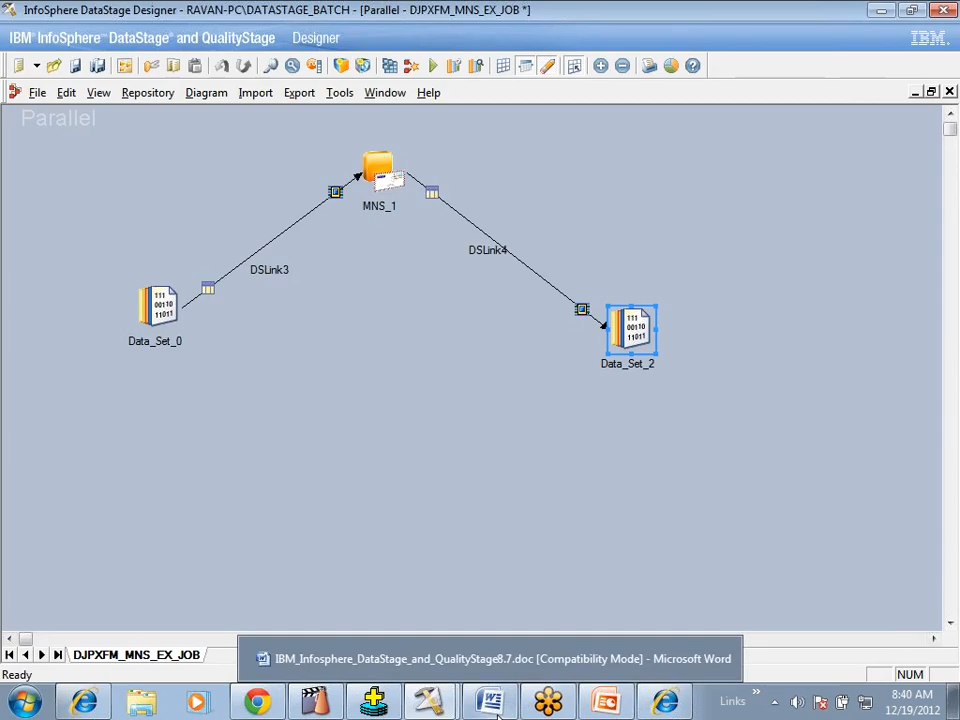 InfoSphere DataStage Designer - RAVAN-PC\DATASTAGE_BATCH - [Parallel - DJPXFM_MNS_EX_JOB *]
IBM® InfoSphere™ DataStage® and QualityStage Designer
IBM.
File Edit View Repository Diagram Import Export Tools Window Help
Parallel
MNS_1
DSLink4
DSLink3
Data_Set_0
Data_Set_2
DJPXFM_MNS_EX_JOB
IBM_Infosphere_DataStage_and_QualityStage8.7.doc [Compatibility Mode] - Microsoft Word
Ready NUM
Links » 8:40 AM
12/19/2012